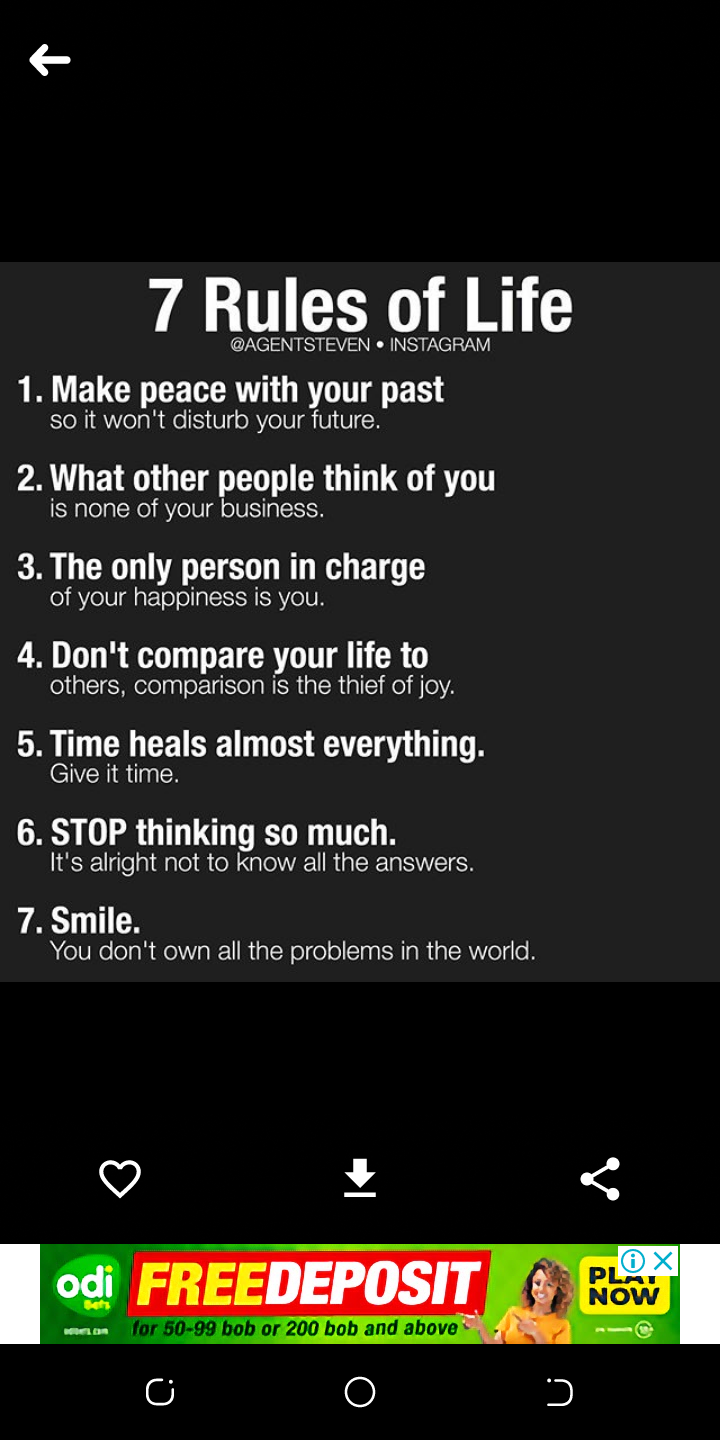 7 Rules of Life
@AGENTSTEVEN • INSTAGRAM
1. Make peace with your past
so it won't disturb your future.
2. What other people think of you
is none of your business.
3. The only person in charge
of your happiness is you.
4. Don't compare your life to
others, comparison is the thief of joy.
5. Time heals almost everything.
Give it time.
6. STOP thinking so much.
It's alright not to know all the answers.
7. Smile.
You don't own all the problems in the world.
odi
Bets
FREEDEPOSIT
for 50-99 bob or 200 bob and above
PLAY
NOW